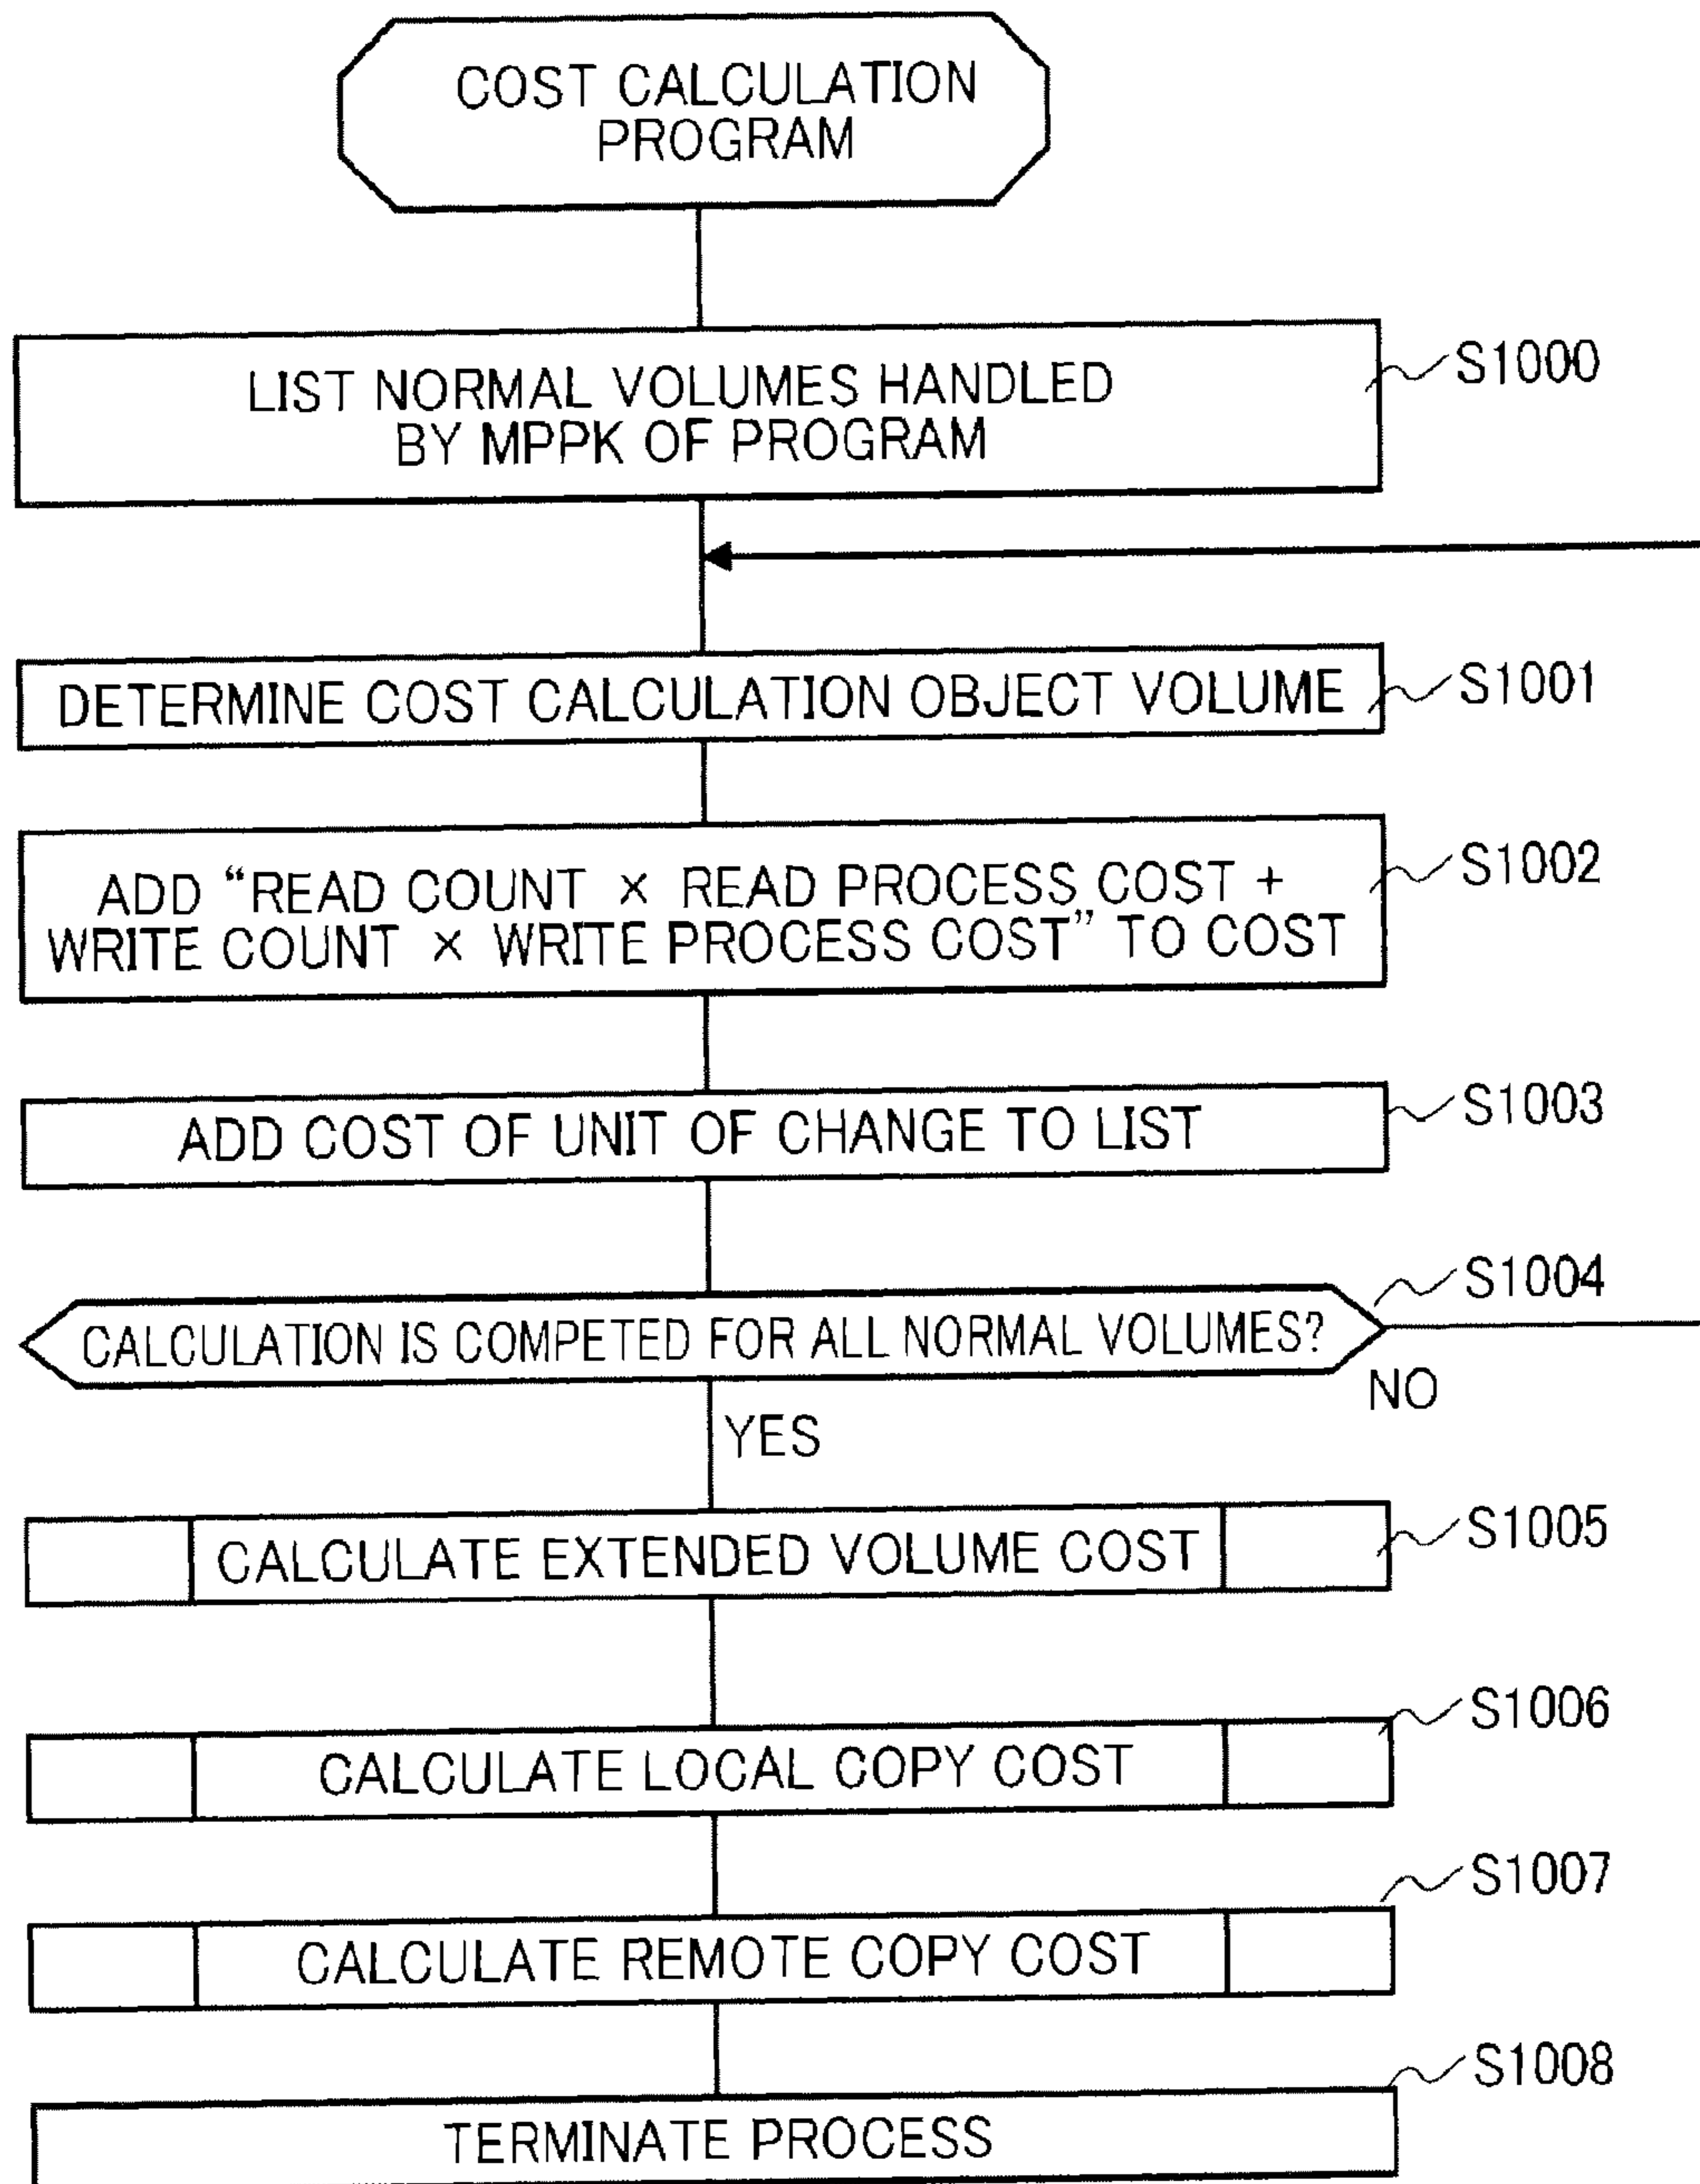 COST CALCULATION
PROGRAM
LIST NORMAL VOLUMES HANDLED
BY MPPK OF PROGRAM
S1000
DETERMINE COST CALCULATION OBJECT VOLUME
S1001
ADD “READ COUNT × READ PROCESS COST +
WRITE COUNT × WRITE PROCESS COST” TO COST
S1002
ADD COST OF UNIT OF CHANGE TO LIST
S1003
CALCULATION IS COMPETED FOR ALL NORMAL VOLUMES?
S1004
NO
YES
CALCULATE EXTENDED VOLUME COST
S1005
CALCULATE LOCAL COPY COST
S1006
CALCULATE REMOTE COPY COST
S1007
TERMINATE PROCESS
S1008